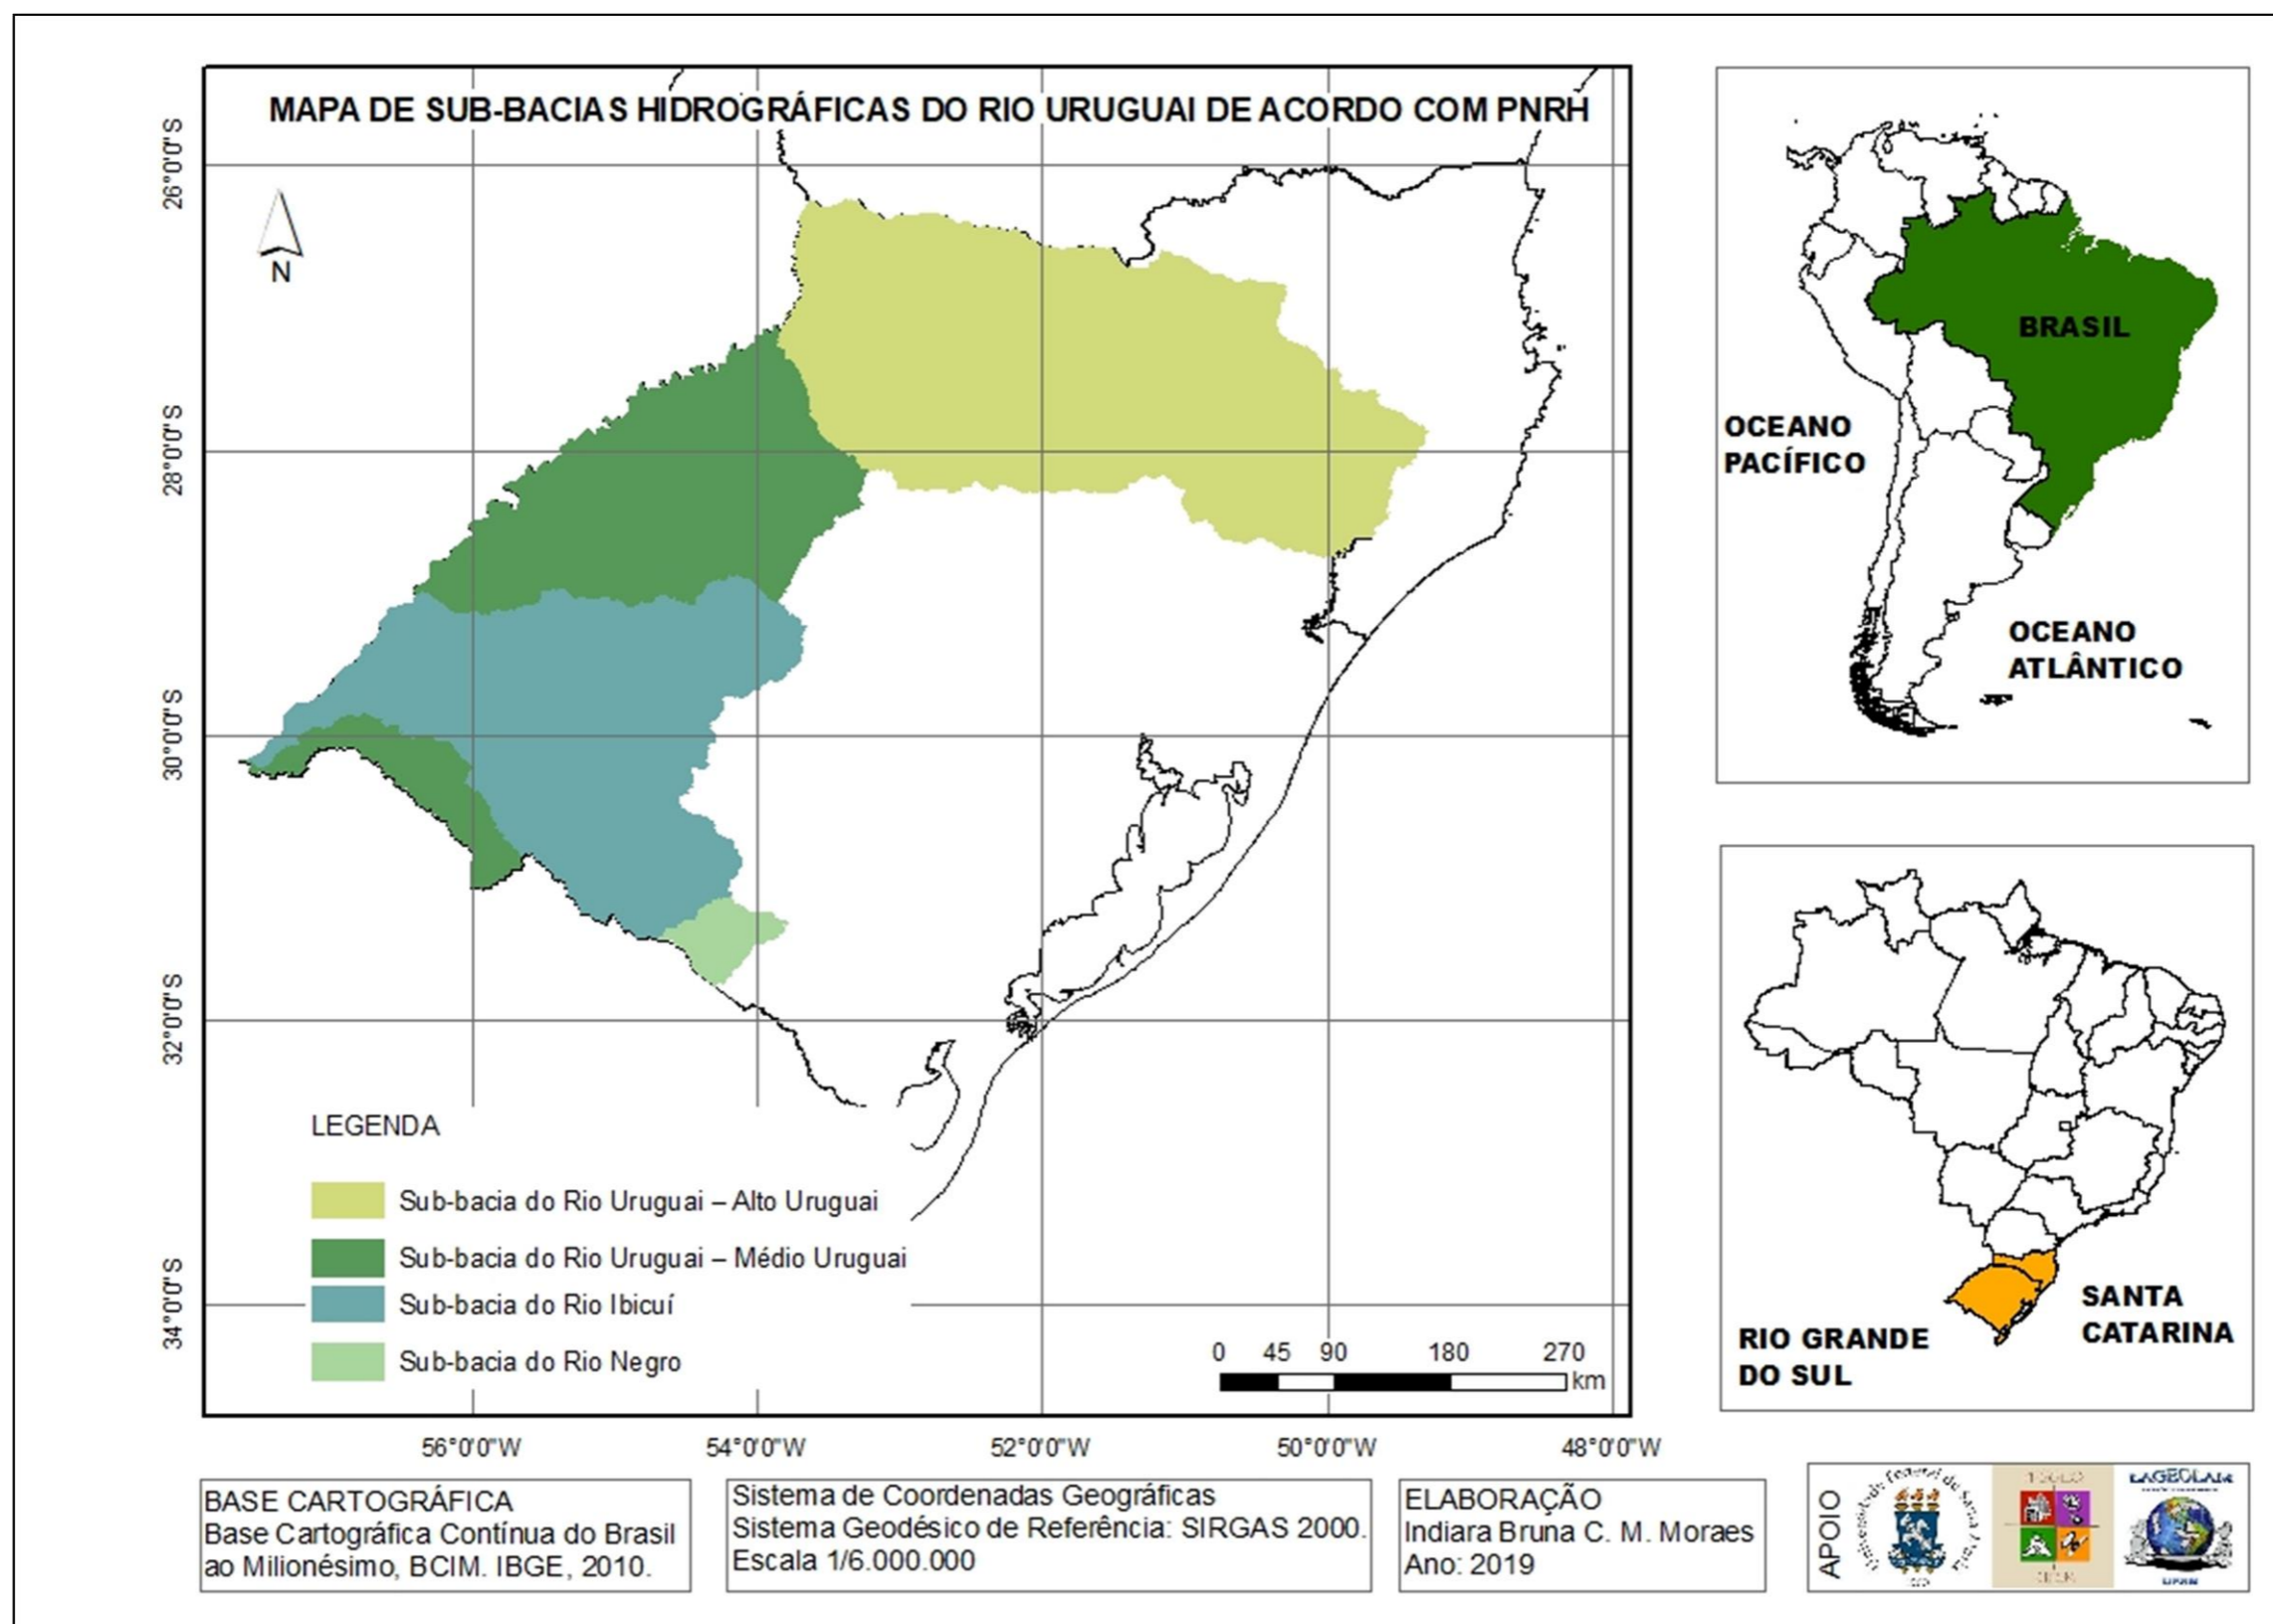 MAPA DE SUB-BACIAS HIDROGRÁFICAS DO RIO URUGUAI DE ACORDO COM PNRH
26°0'0"S
28°0'0"S
30°0'0"S
32°0'0"S
34°0'0"S
N
LEGENDA
Sub-bacia do Rio Uruguai – Alto Uruguai
Sub-bacia do Rio Uruguai – Médio Uruguai
Sub-bacia do Rio Ibicuí
Sub-bacia do Rio Negro
0 45 90 180 270
km
56°0'0"W 54°0'0"W 52°0'0"W 50°0'0"W 48°0'0"W
BRASIL
OCEANO
PACÍFICO
OCEANO
ATLÂNTICO
SANTA
CATARINA
RIO GRANDE
DO SUL
BASE CARTOGRÁFICA
Base Cartográfica Contínua do Brasil
ao Milionésimo, BCIM. IBGE, 2010.
Sistema de Coordenadas Geográficas
Sistema Geodésico de Referência: SIRGAS 2000.
Escala 1/6.000.000
ELABORAÇÃO
Indiara Bruna C. M. Moraes
Ano: 2019
APOIO
Universidade Federal de Santa Maria
LAGEOLAM